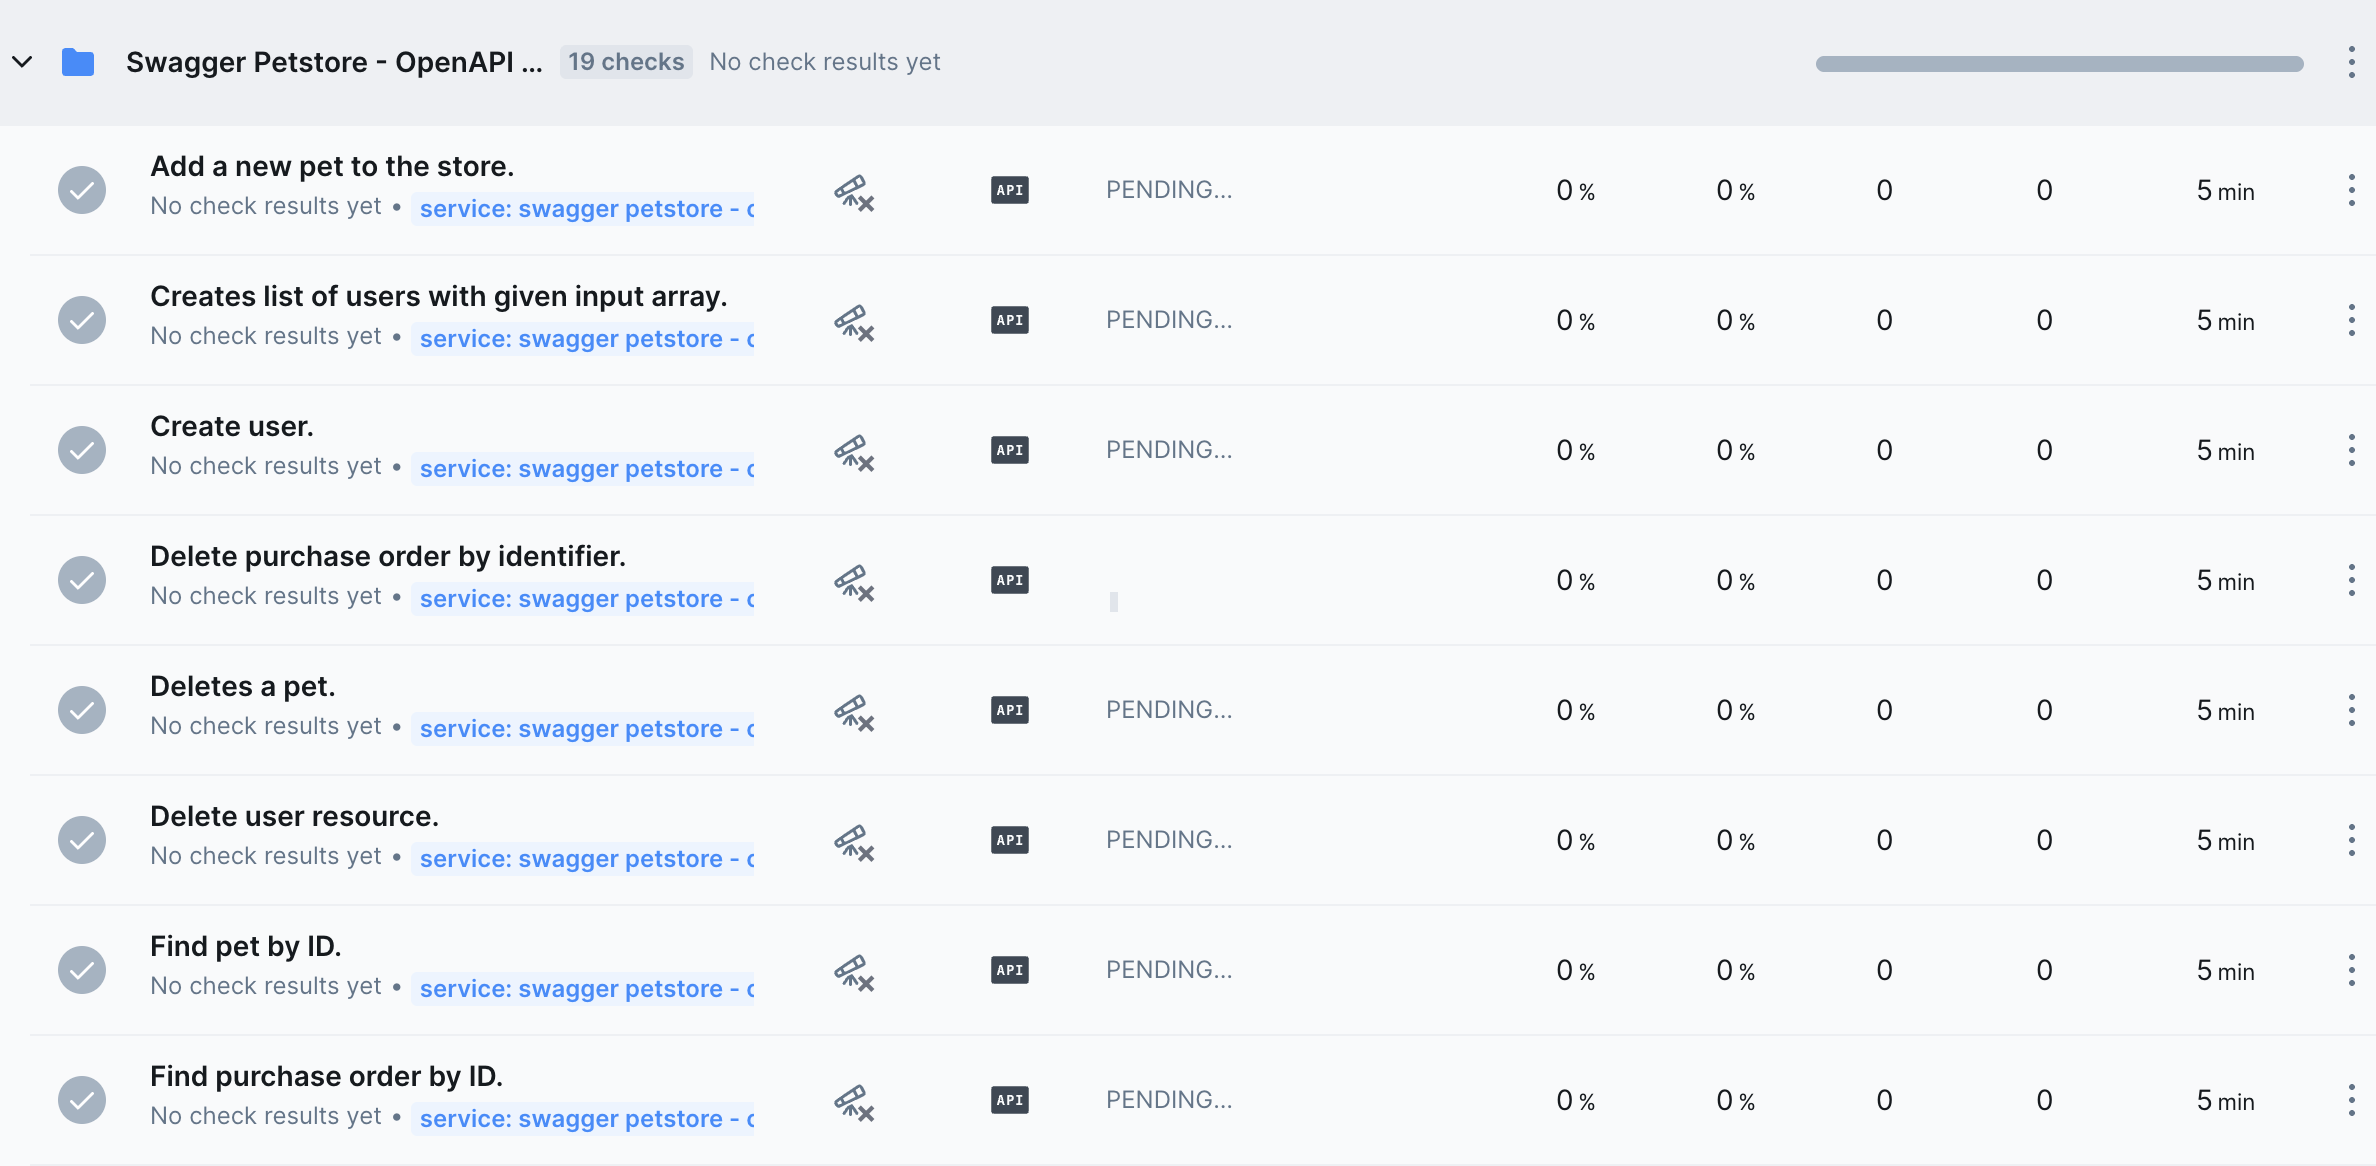 Swagger Petstore - OpenAPI ... 19 checks No check results yet
Add a new pet to the store.
No check results yet • service: swagger petstore -
API PENDING... 0 % 0 % 0 0 5 min
Creates list of users with given input array.
No check results yet • service: swagger petstore -
API PENDING... 0 % 0 % 0 0 5 min
Create user.
No check results yet • service: swagger petstore -
API PENDING... 0 % 0 % 0 0 5 min
Delete purchase order by identifier.
No check results yet • service: swagger petstore -
API 0 % 0 % 0 0 5 min
Deletes a pet.
No check results yet • service: swagger petstore -
API PENDING... 0 % 0 % 0 0 5 min
Delete user resource.
No check results yet • service: swagger petstore -
API PENDING... 0 % 0 % 0 0 5 min
Find pet by ID.
No check results yet • service: swagger petstore -
API PENDING... 0 % 0 % 0 0 5 min
Find purchase order by ID.
No check results yet • service: swagger petstore -
API PENDING... 0 % 0 % 0 0 5 min